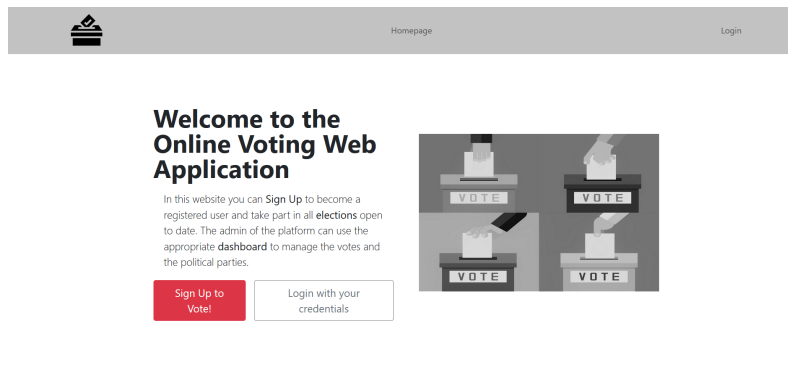 Homepage
Login
Welcome to the
Online Voting Web
Application
In this website you can Sign Up to become a
registered user and take part in all elections open
to date. The admin of the platform can use the
appropriate dashboard to manage the votes and
the political parties.
Sign Up to
Vote!
Login with your
credentials
VOTE
VOTE
VOTE
VOTE